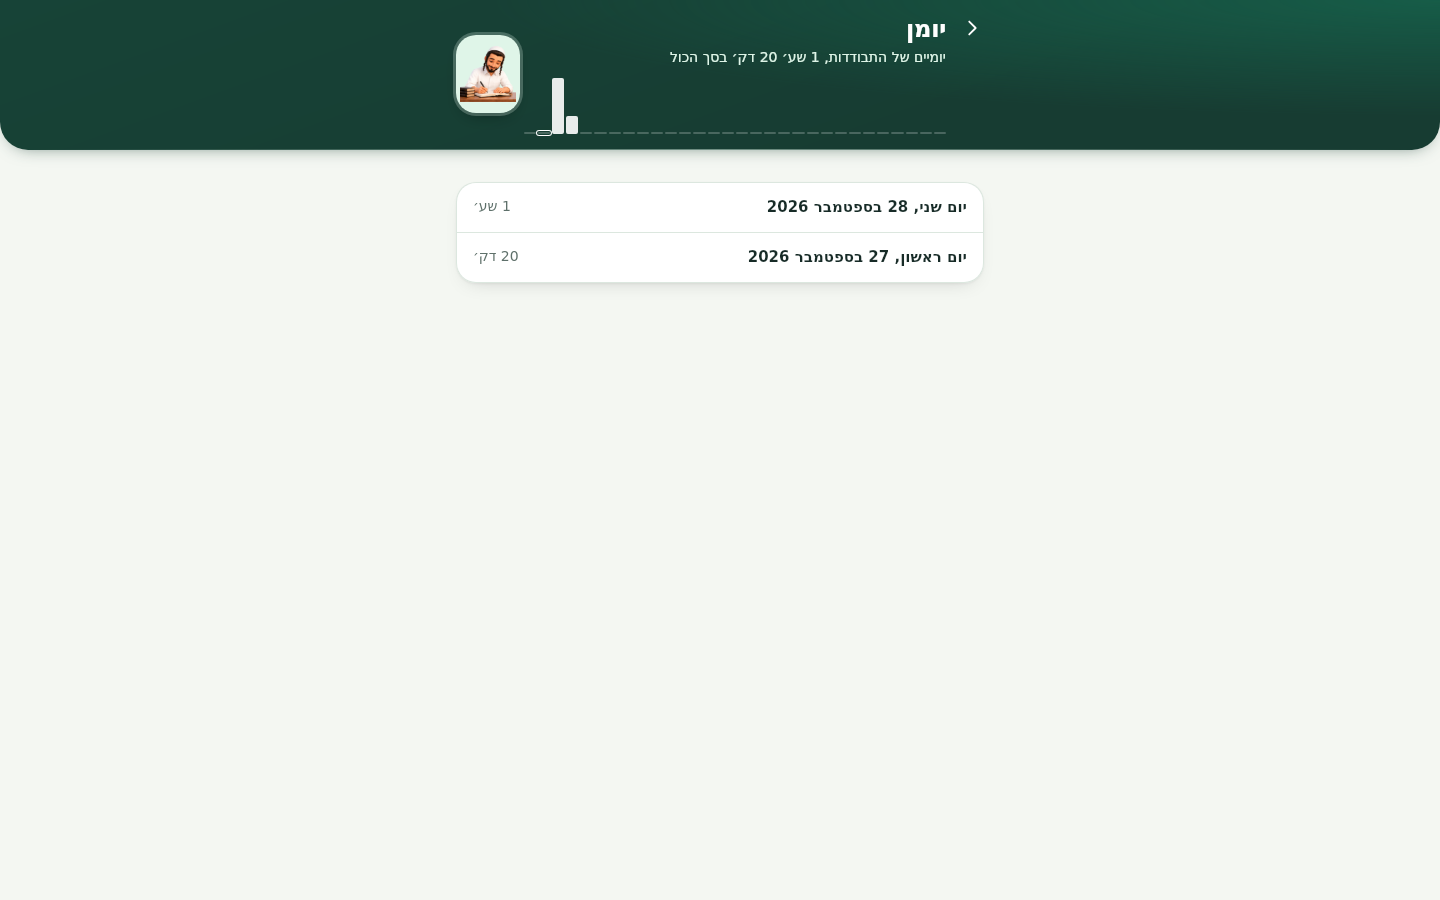 יומן
יומיים של התבודדות, 1 שע׳ 20 דק׳ בסך הכול
יום שני, 28 בספטמבר 2026
1 שע׳
יום ראשון, 27 בספטמבר 2026
20 דק׳